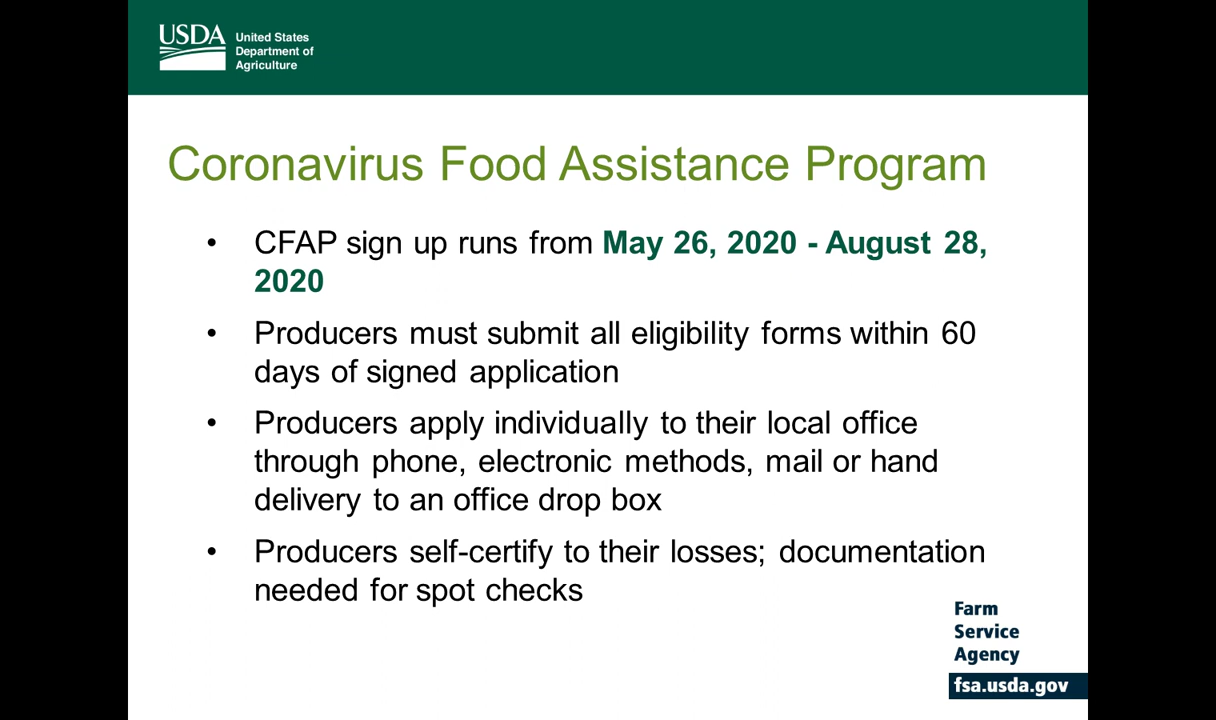 USDA
United States
Department of
Agriculture
Coronavirus Food Assistance Program
• CFAP sign up runs from May 26, 2020 - August 28,
2020
• Producers must submit all eligibility forms within 60
days of signed application
• Producers apply individually to their local office
through phone, electronic methods, mail or hand
delivery to an office drop box
• Producers self-certify to their losses; documentation
needed for spot checks
Farm
Service
Agency
fsa.usda.gov